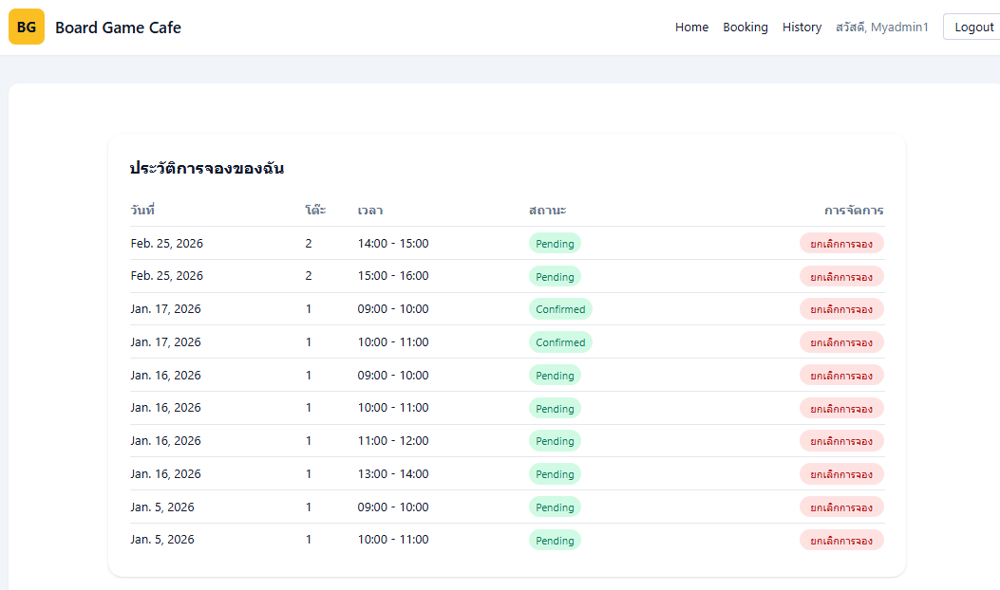 BG Board Game Cafe Home Booking History สวัสดี, Myadmin1 Logout
ประวัติการจองของฉัน
วันที่ โต๊ะ เวลา สถานะ การจัดการ
Feb. 25, 2026 2 14:00 - 15:00 Pending ยกเลิกการจอง
Feb. 25, 2026 2 15:00 - 16:00 Pending ยกเลิกการจอง
Jan. 17, 2026 1 09:00 - 10:00 Confirmed ยกเลิกการจอง
Jan. 17, 2026 1 10:00 - 11:00 Confirmed ยกเลิกการจอง
Jan. 16, 2026 1 09:00 - 10:00 Pending ยกเลิกการจอง
Jan. 16, 2026 1 10:00 - 11:00 Pending ยกเลิกการจอง
Jan. 16, 2026 1 11:00 - 12:00 Pending ยกเลิกการจอง
Jan. 16, 2026 1 13:00 - 14:00 Pending ยกเลิกการจอง
Jan. 5, 2026 1 09:00 - 10:00 Pending ยกเลิกการจอง
Jan. 5, 2026 1 10:00 - 11:00 Pending ยกเลิกการจอง